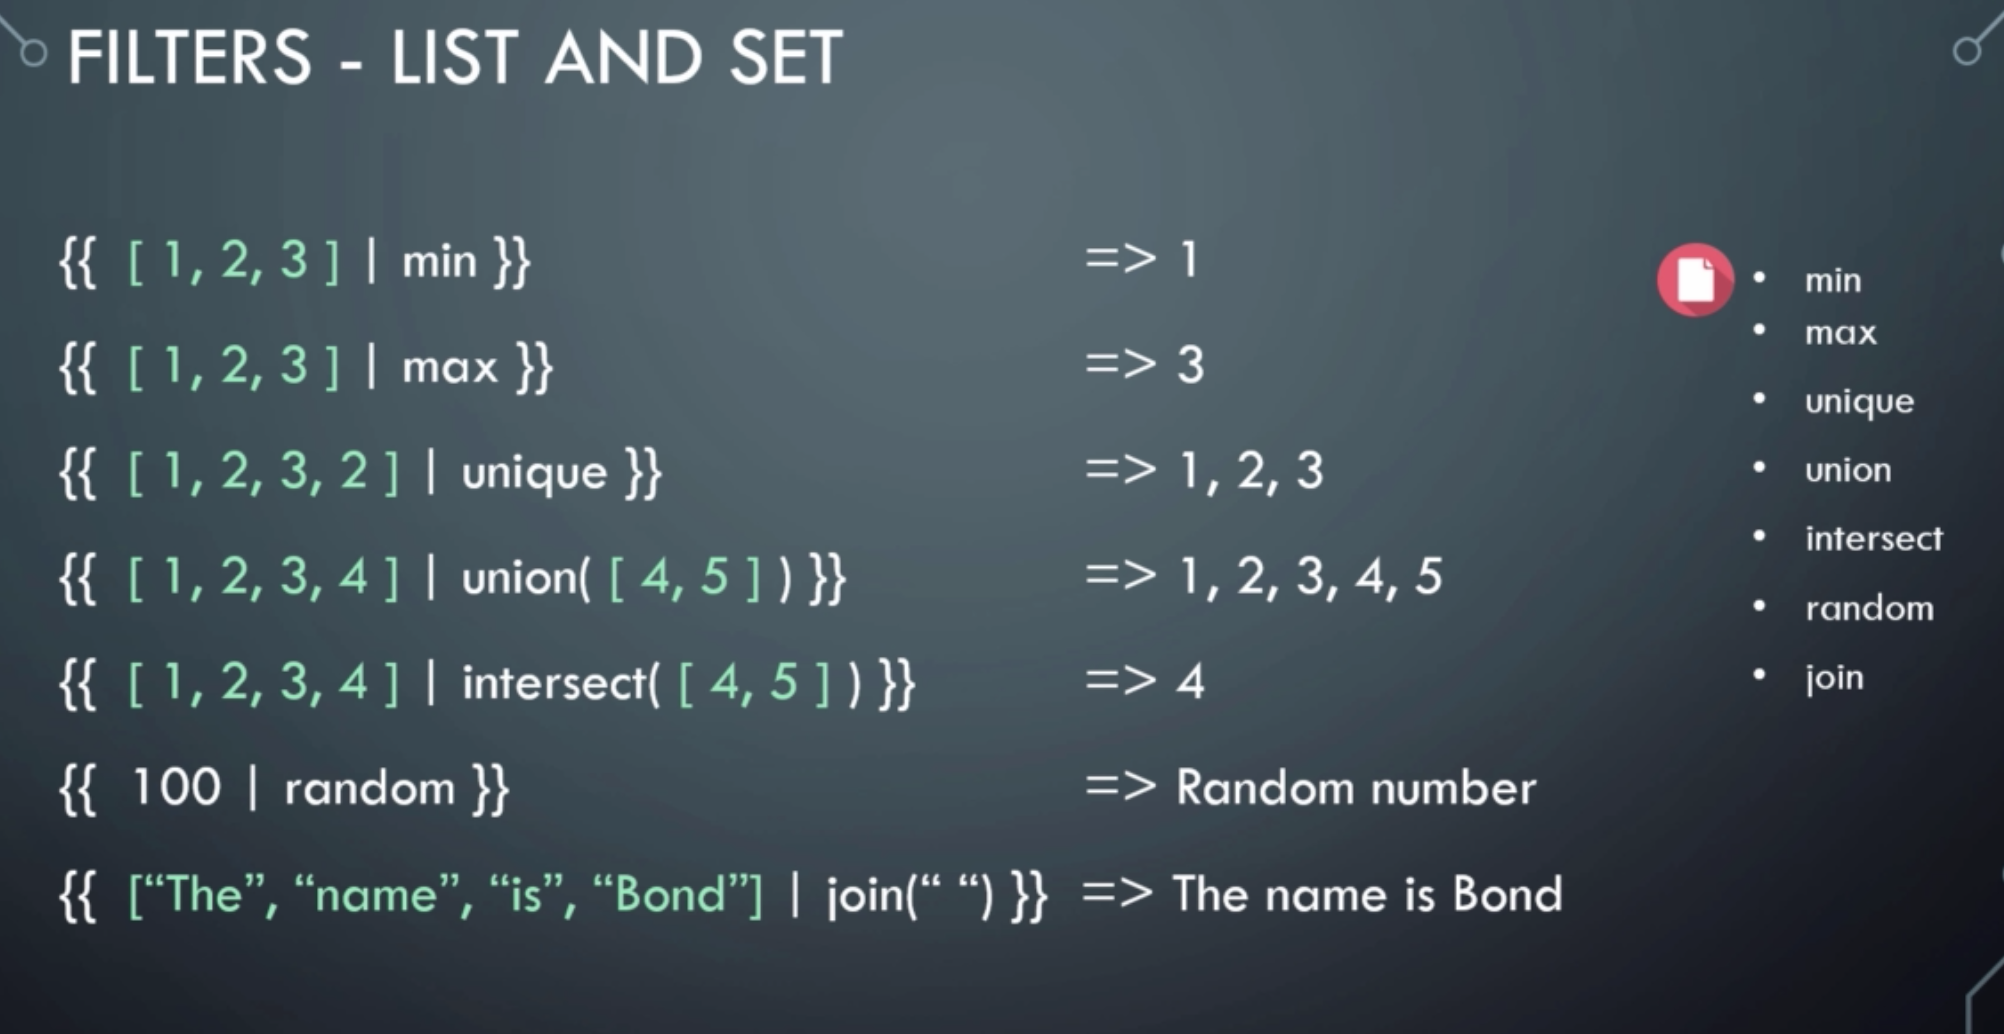 FILTERS - LIST AND SET
{{ [ 1, 2, 3 ] | min }} => 1
{{ [ 1, 2, 3 ] | max }} => 3
{{ [ 1, 2, 3, 2 ] | unique }} => 1, 2, 3
{{ [ 1, 2, 3, 4 ] | union( [ 4, 5 ] ) }} => 1, 2, 3, 4, 5
{{ [ 1, 2, 3, 4 ] | intersect( [ 4, 5 ] ) }} => 4
{{ 100 | random }} => Random number
{{ [“The”, “name”, “is”, “Bond”] | join(“ “) }} => The name is Bond
• min
• max
• unique
• union
• intersect
• random
• join